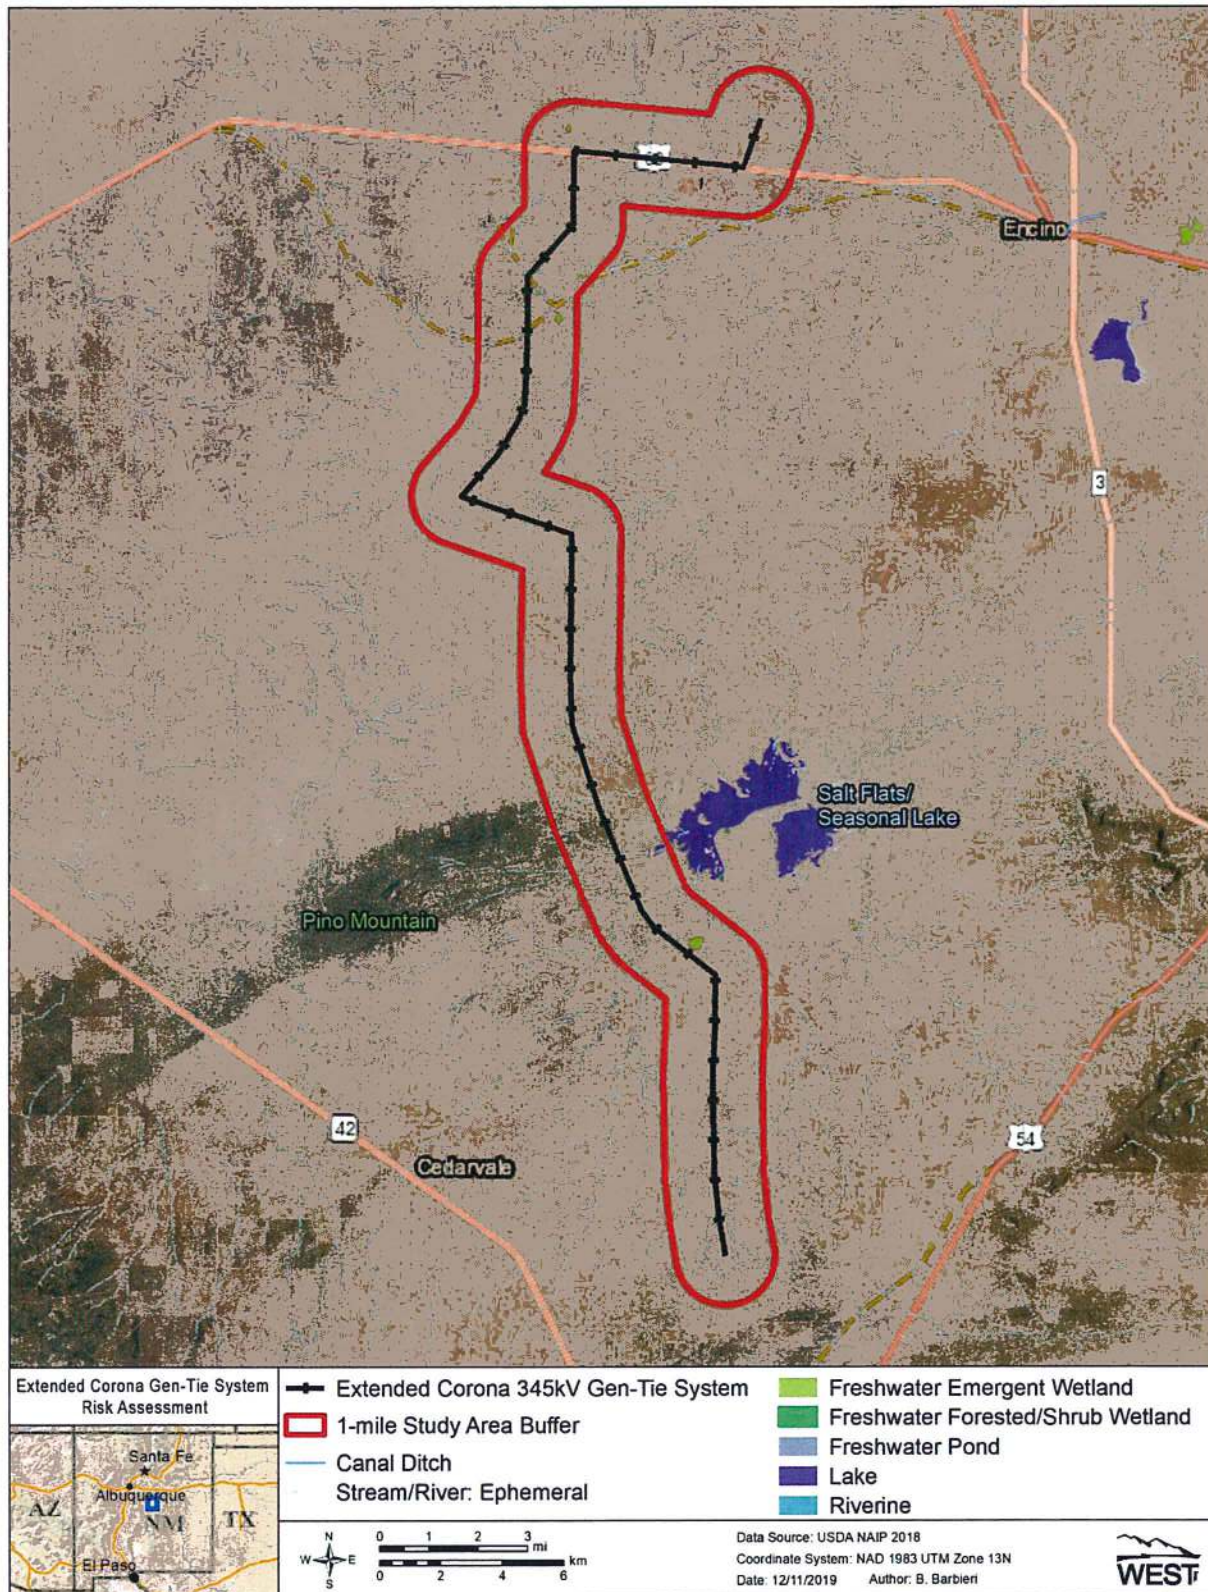 Encino
3
Salt Flats/
Seasonal Lake
Pino Mountain
42
Cedarvale
54
Extended Corona Gen-Tie System
Risk Assessment
Santa Fe
Albuquerque
AZ
NM
TX
El Paso
Extended Corona 345kV Gen-Tie System
1-mile Study Area Buffer
Canal Ditch
Stream/River: Ephemeral
Freshwater Emergent Wetland
Freshwater Forested/Shrub Wetland
Freshwater Pond
Lake
Riverine
N
W E
S
0 1 2 3
mi
km
0 2 4 6
Data Source: USDA NAIP 2018
Coordinate System: NAD 1983 UTM Zone 13N
Date: 12/11/2019 Author: B. Barbieri
WEST